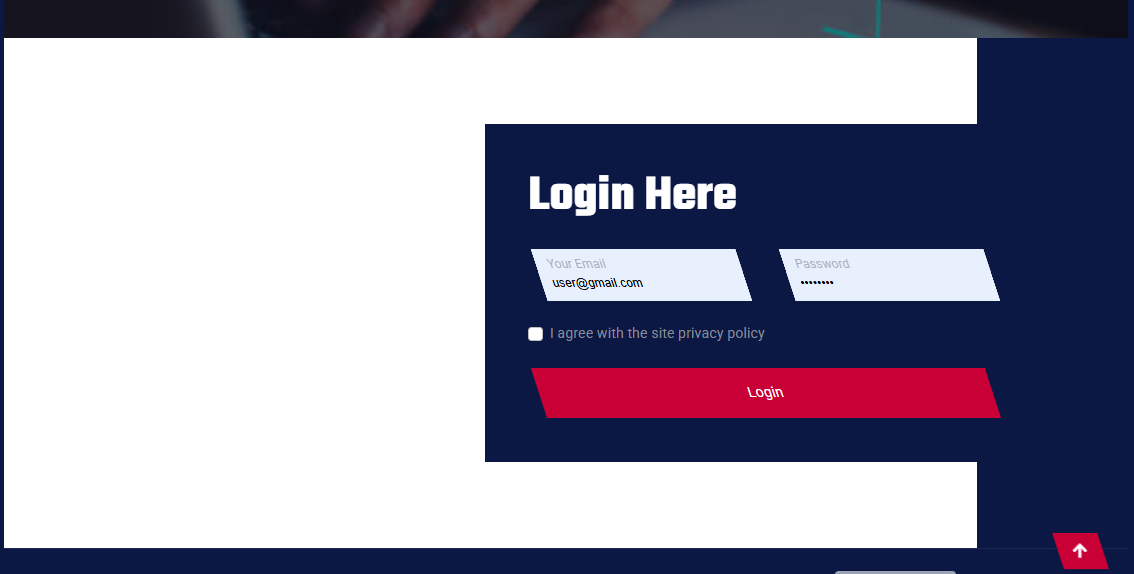 Login Here
Your Email
user@gmail.com
Password
••••••••
I agree with the site privacy policy
Login